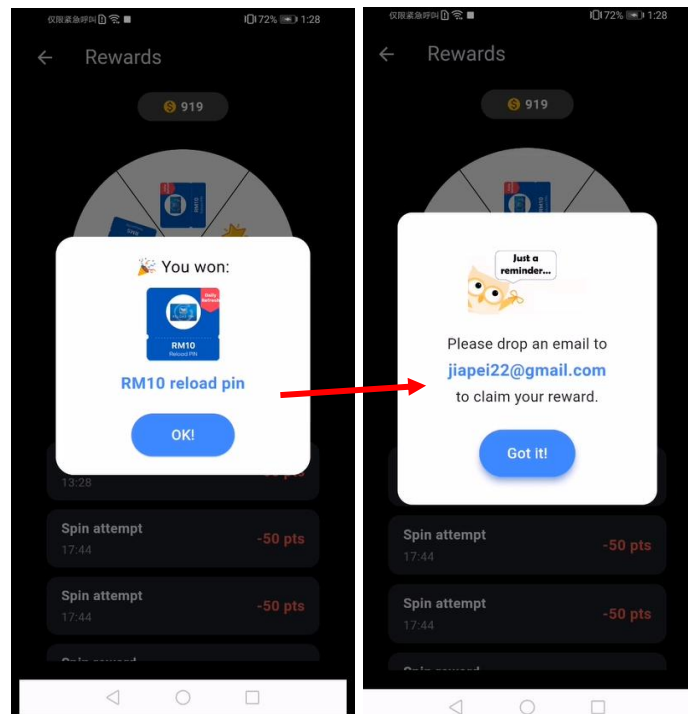 仅限紧急呼叫 72% 1:28
Rewards
919
🎉 You won:
RM10
Reload PIN
RM10 reload pin
OK!
13:28
Spin attempt
-50 pts
17:44
Spin attempt
-50 pts
17:44
仅限紧急呼叫 72% 1:28
Rewards
919
Just a
reminder...
Please drop an email to
jiapei22@gmail.com
to claim your reward.
Got it!
Spin attempt
-50 pts
17:44
Spin attempt
-50 pts
17:44
Spin reward